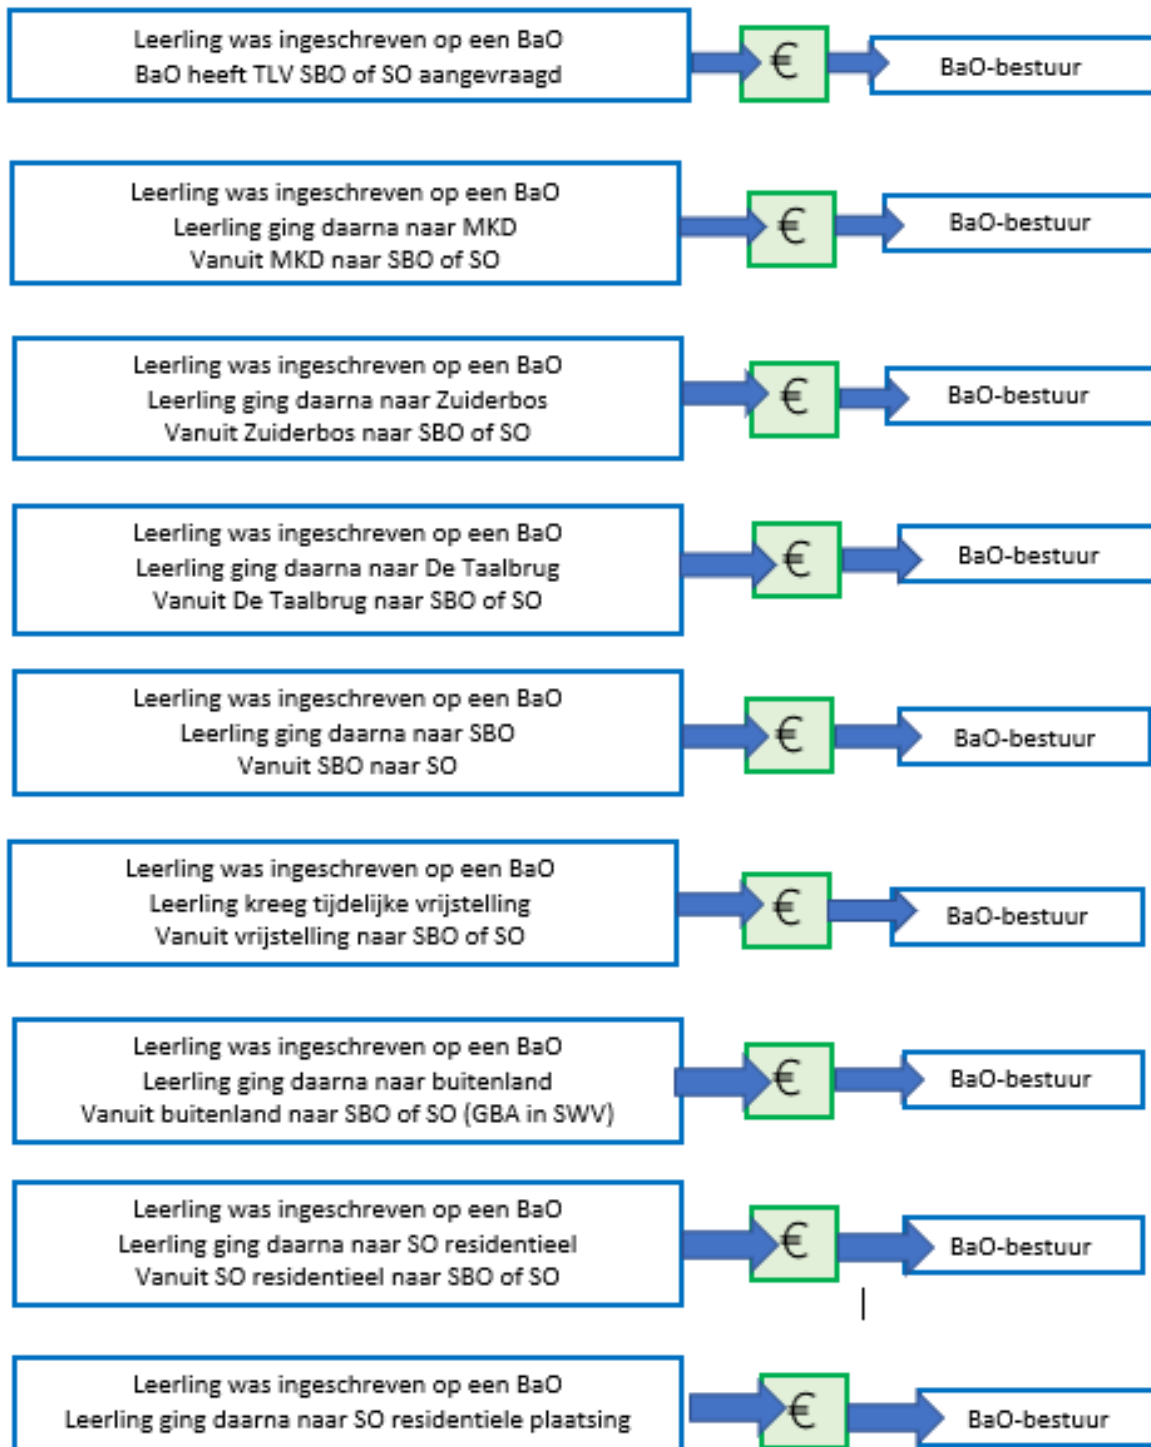 Leerling was ingeschreven op een BaO
BaO heeft TLV SBO of SO aangevraagd
€
BaO-bestuur
Leerling was ingeschreven op een BaO
Leerling ging daarna naar MKD
Vanuit MKD naar SBO of SO
€
BaO-bestuur
Leerling was ingeschreven op een BaO
Leerling ging daarna naar Zuiderbos
Vanuit Zuiderbos naar SBO of SO
€
BaO-bestuur
Leerling was ingeschreven op een BaO
Leerling ging daarna naar De Taalbrug
Vanuit De Taalbrug naar SBO of SO
€
BaO-bestuur
Leerling was ingeschreven op een BaO
Leerling ging daarna naar SBO
Vanuit SBO naar SO
€
BaO-bestuur
Leerling was ingeschreven op een BaO
Leerling kreeg tijdelijke vrijstelling
Vanuit vrijstelling naar SBO of SO
€
BaO-bestuur
Leerling was ingeschreven op een BaO
Leerling ging daarna naar buitenland
Vanuit buitenland naar SBO of SO (GBA in SWV)
€
BaO-bestuur
Leerling was ingeschreven op een BaO
Leerling ging daarna naar SO residentieel
Vanuit SO residentieel naar SBO of SO
€
BaO-bestuur
Leerling was ingeschreven op een BaO
Leerling ging daarna naar SO residentiele plaatsing
€
BaO-bestuur